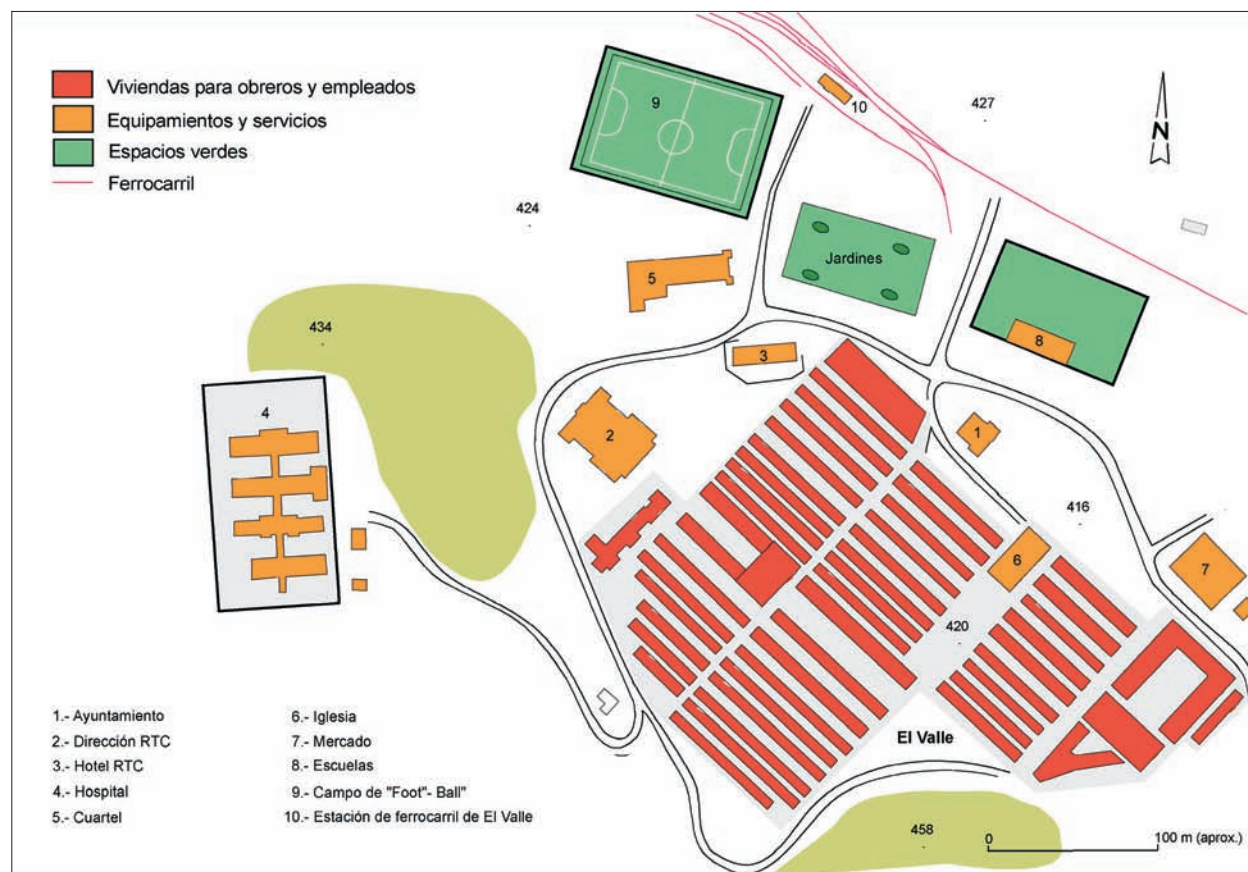 Viviendas para obreros y empleados
Equipamientos y servicios
Espacios verdes
Ferrocarril
9
10
427
N
424
Jardines
5
8
434
3
4
2
1
416
6
7
420
1.- Ayuntamiento
2.- Dirección RTC
3.- Hotel RTC
4.- Hospital
5.- Cuartel
6.- Iglesia
7.- Mercado
8.- Escuelas
9.- Campo de "Foot"- Ball"
10.- Estación de ferrocarril de El Valle
El Valle
458
0
100 m (aprox.)